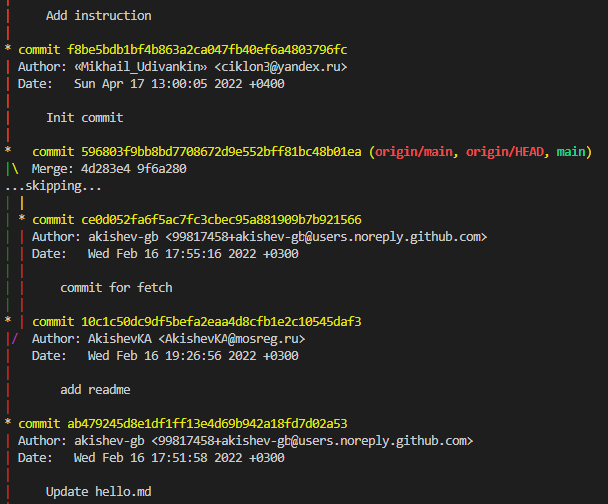 |     Add instruction
|
* commit f8be5bdb1bf4b863a2ca047fb40ef6a4803796fc
| Author: «Mikhail_Udivankin» <ciklon3@yandex.ru>
| Date:   Sun Apr 17 13:00:05 2022 +0400
|
|     Init commit
|
*   commit 596803f9bb8bd7708672d9e552bff81bc48b01ea (origin/main, origin/HEAD, main)
|\  Merge: 4d283e4 9f6a280
...skipping...
| |
| * commit ce0d052fa6f5ac7fc3cbec95a881909b7b921566
| | Author: akishev-gb <99817458+akishev-gb@users.noreply.github.com>
| | Date:   Wed Feb 16 17:55:16 2022 +0300
| |
| |     commit for fetch
| |
* | commit 10c1c50dc9df5befa2eaa4d8cfb1e2c10545daf3
|/  Author: AkishevKA <AkishevKA@mosreg.ru>
|   Date:   Wed Feb 16 19:26:56 2022 +0300
|
|       add readme
|
* commit ab479245d8e1df1ff13e4d69b942a18fd7d02a53
| Author: akishev-gb <99817458+akishev-gb@users.noreply.github.com>
| Date:   Wed Feb 16 17:51:58 2022 +0300
|
|     Update hello.md